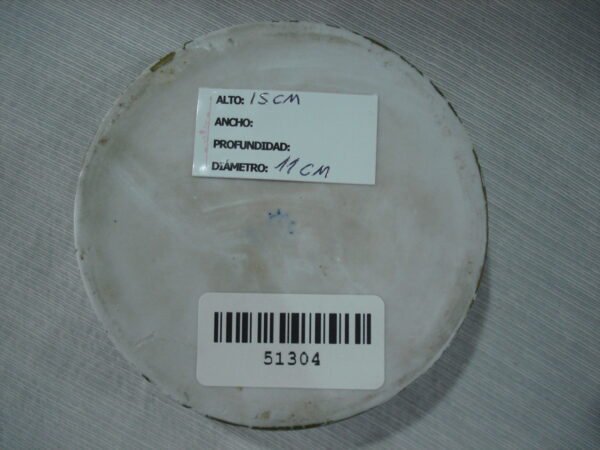 ALTO: 15 CM
ANCHO:
PROFUNDIDAD:
DIÁMETRO: 11 CM
51304